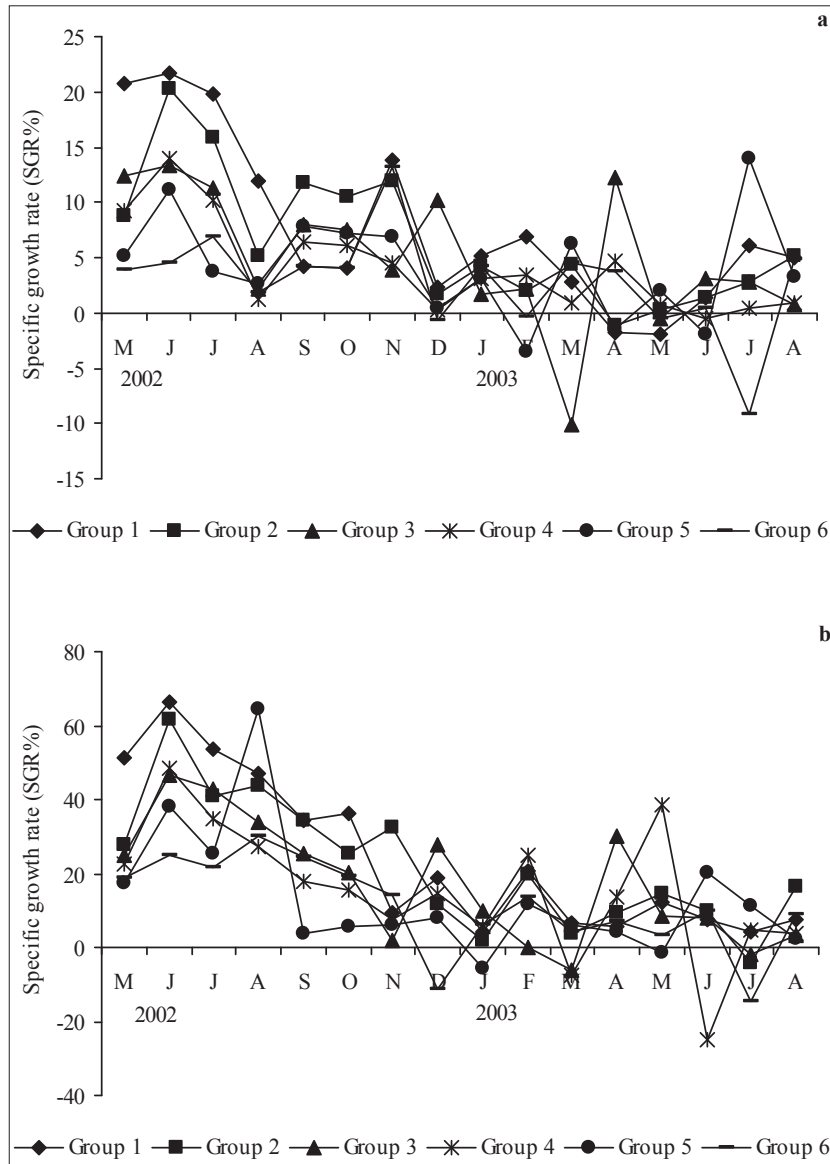 a
Specific growth rate (SGR%)
25
20
15
10
5
0
-5
-10
-15
M J J A S O N D J F M A M J J A
2002 2003
Group 1 Group 2 Group 3 Group 4 Group 5 Group 6
b
Specific growth rate (SGR%)
80
60
40
20
0
-20
-40
M J J A S O N D J F M A M J J A
2002 2003
Group 1 Group 2 Group 3 Group 4 Group 5 Group 6